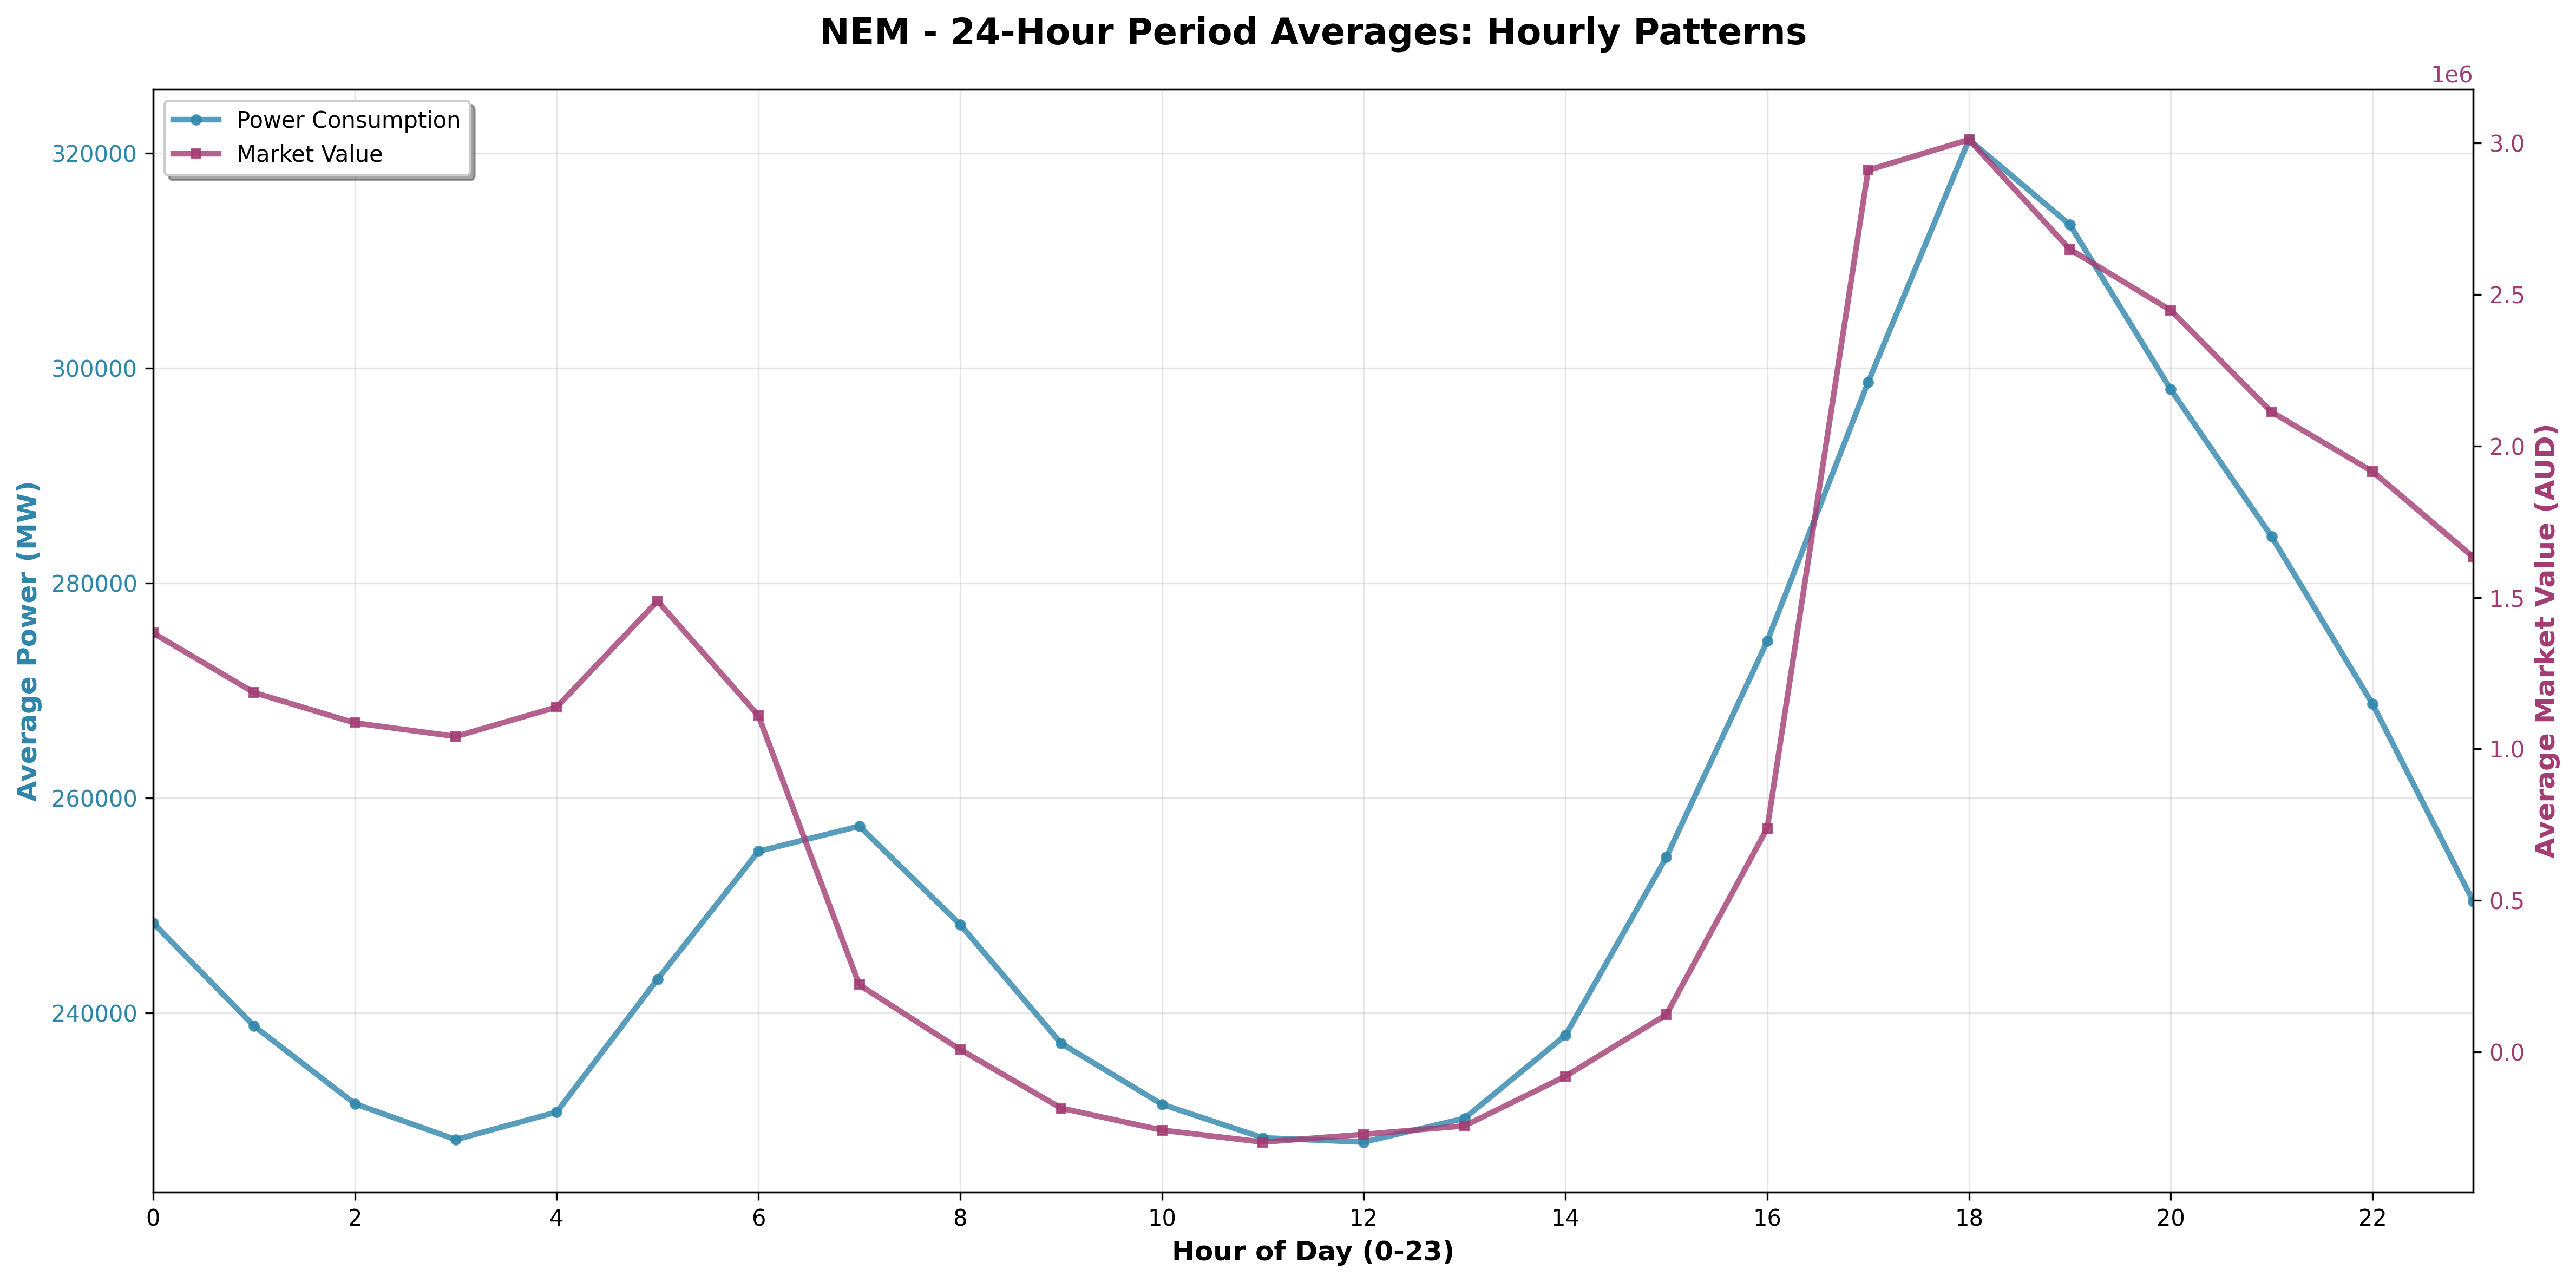 NEM - 24-Hour Period Averages: Hourly Patterns
1e6
Power Consumption
Market Value
320000
300000
280000
260000
240000
Average Power (MW)
3.0
2.5
2.0
1.5
1.0
0.5
0.0
Average Market Value (AUD)
0 2 4 6 8 10 12 14 16 18 20 22
Hour of Day (0-23)